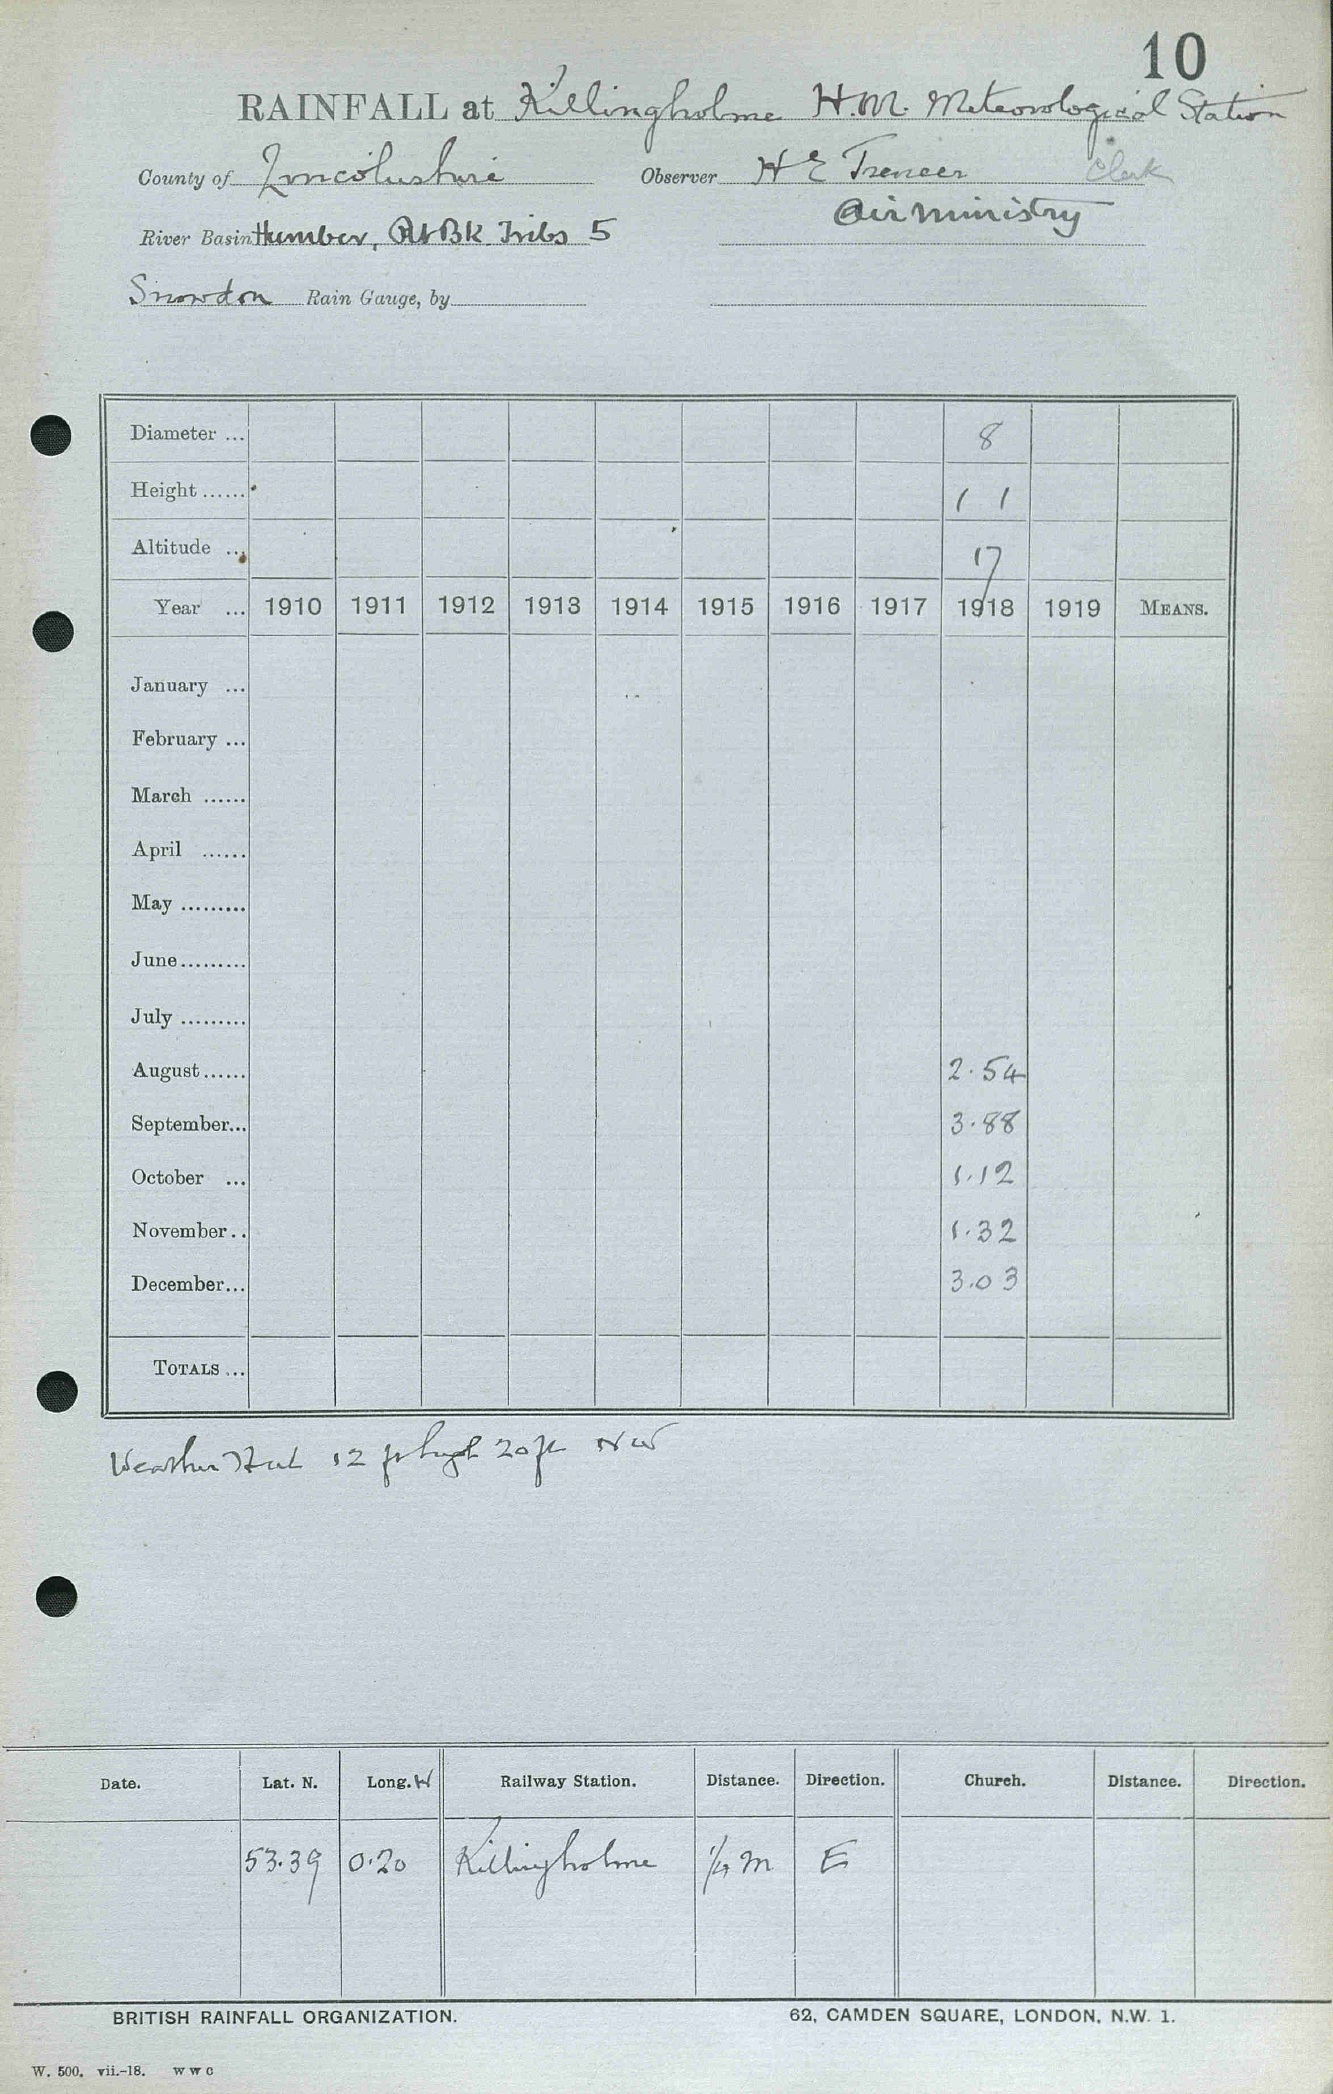 10
RAINFALL at Killingholme H.M. Meteorological Station
County of Lincolnshire Observer H E Trencer Clerk
River Basin Humber, Rt Bk Tribs 5 Air Ministry
Snowdon Rain Gauge, by
Diameter ... 8
Height ...... 1 1
Altitude ... 17
Year ... 1910 1911 1912 1913 1914 1915 1916 1917 1918 1919 MEANS.
January ...
February ...
March ......
April ......
May .........
June.........
July .........
August...... 2.54
September... 3.88
October ... 1.12
November.. 1.32
December... 3.03
TOTALS ...
Weather Hut 12 ft high 20 ft NW
Date. Lat. N. Long. W Railway Station. Distance. Direction. Church. Distance. Direction.
53.39 0.20 Killingholme 1/4 m E
BRITISH RAINFALL ORGANIZATION. 62, CAMDEN SQUARE, LONDON, N.W. 1.
W. 500. vii.-18. W W C